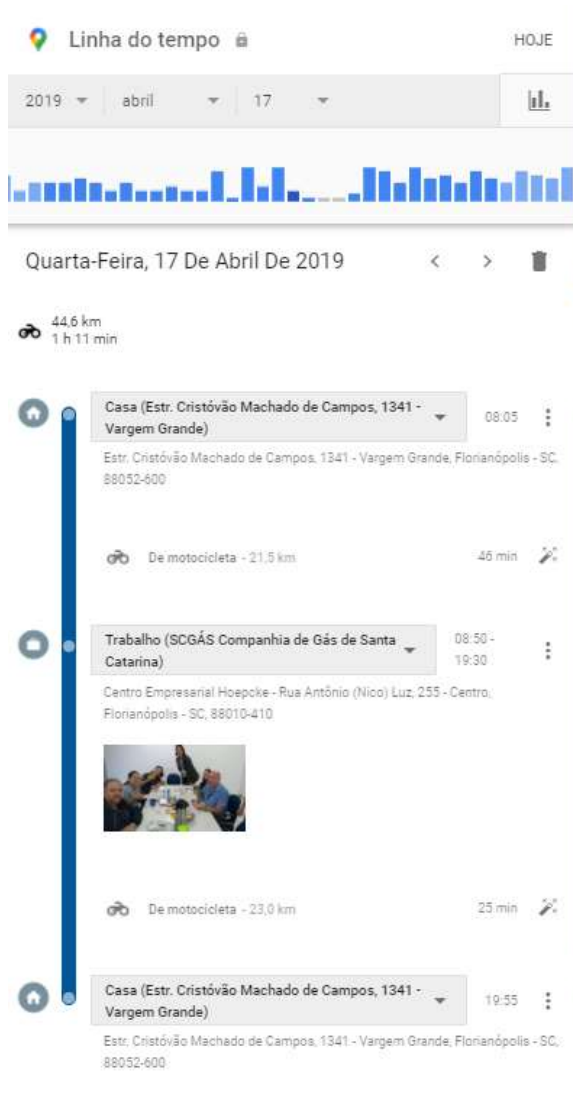 Linha do tempo
HOJE
2019
abril
17
Quarta-Feira, 17 De Abril De 2019
44,6 km
1 h 11 min
Casa (Estr. Cristóvão Machado de Campos, 1341 -
Vargem Grande)
08:05
Estr. Cristóvão Machado de Campos, 1341 - Vargem Grande, Florianópolis - SC,
88052-600
De motocicleta - 21,5 km
46 min
Trabalho (SCGÁS Companhia de Gás de Santa
Catarina)
08:50 -
19:30
Centro Empresarial Hoepcke - Rua Antônio (Nico) Luz, 255 - Centro,
Florianópolis - SC, 88010-410
De motocicleta - 23,0 km
25 min
Casa (Estr. Cristóvão Machado de Campos, 1341 -
Vargem Grande)
19:55
Estr. Cristóvão Machado de Campos, 1341 - Vargem Grande, Florianópolis - SC,
88052-600